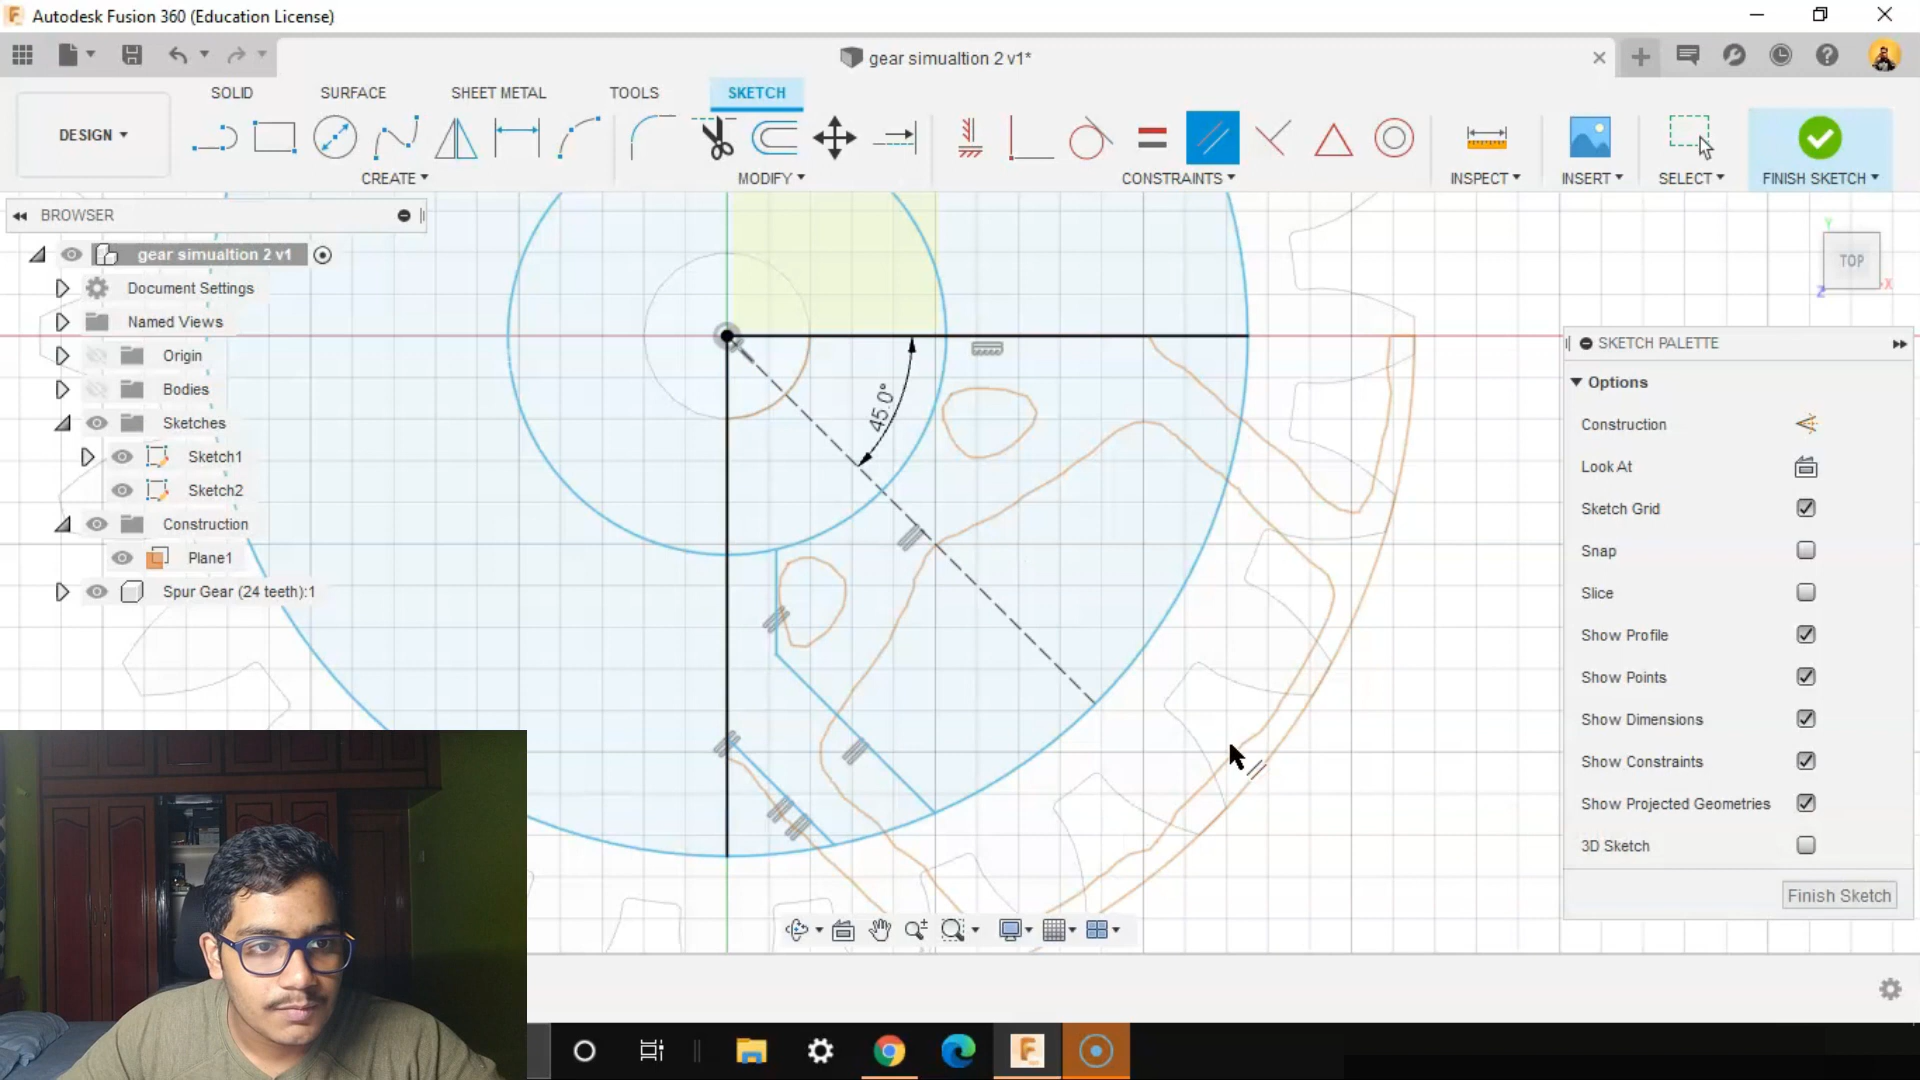 Autodesk Fusion 360 (Education License)
gear simualtion 2 v1*
SOLID
SURFACE
SHEET METAL
TOOLS
SKETCH
DESIGN
CREATE
MODIFY
CONSTRAINTS
INSPECT
INSERT
SELECT
FINISH SKETCH
BROWSER
gear simualtion 2 v1
Document Settings
Named Views
Origin
Bodies
Sketches
Sketch1
Sketch2
Construction
Plane1
Spur Gear (24 teeth):1
45.0°
Y
TOP
X
Z
SKETCH PALETTE
Options
Construction
Look At
Sketch Grid
Snap
Slice
Show Profile
Show Points
Show Dimensions
Show Constraints
Show Projected Geometries
3D Sketch
Finish Sketch